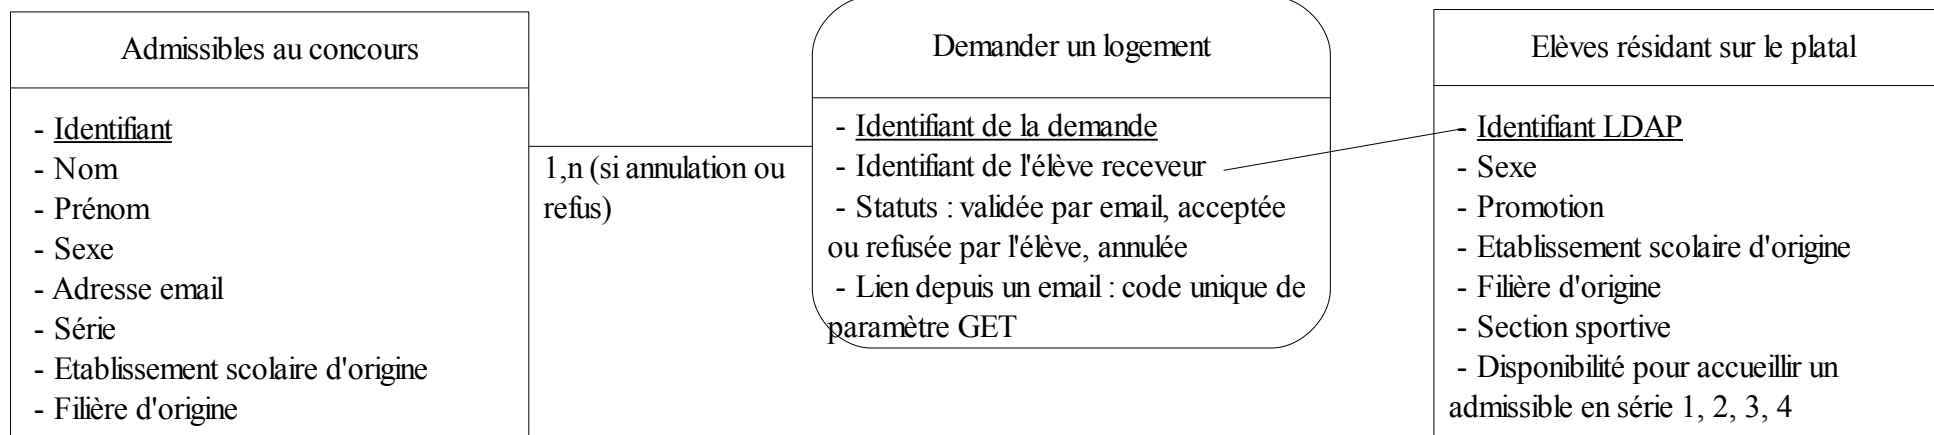 Admissibles au concours
- Identifiant
- Nom
- Prénom
- Sexe
- Adresse email
- Série
- Etablissement scolaire d'origine
- Filière d'origine
1,n (si annulation ou
refus)
Demander un logement
- Identifiant de la demande
- Identifiant de l'élève receveur
- Statuts : validée par email, acceptée
ou refusée par l'élève, annulée
- Lien depuis un email : code unique de
paramètre GET
Elèves résidant sur le platal
- Identifiant LDAP
- Sexe
- Promotion
- Etablissement scolaire d'origine
- Filière d'origine
- Section sportive
- Disponibilité pour accueillir un
admissible en série 1, 2, 3, 4